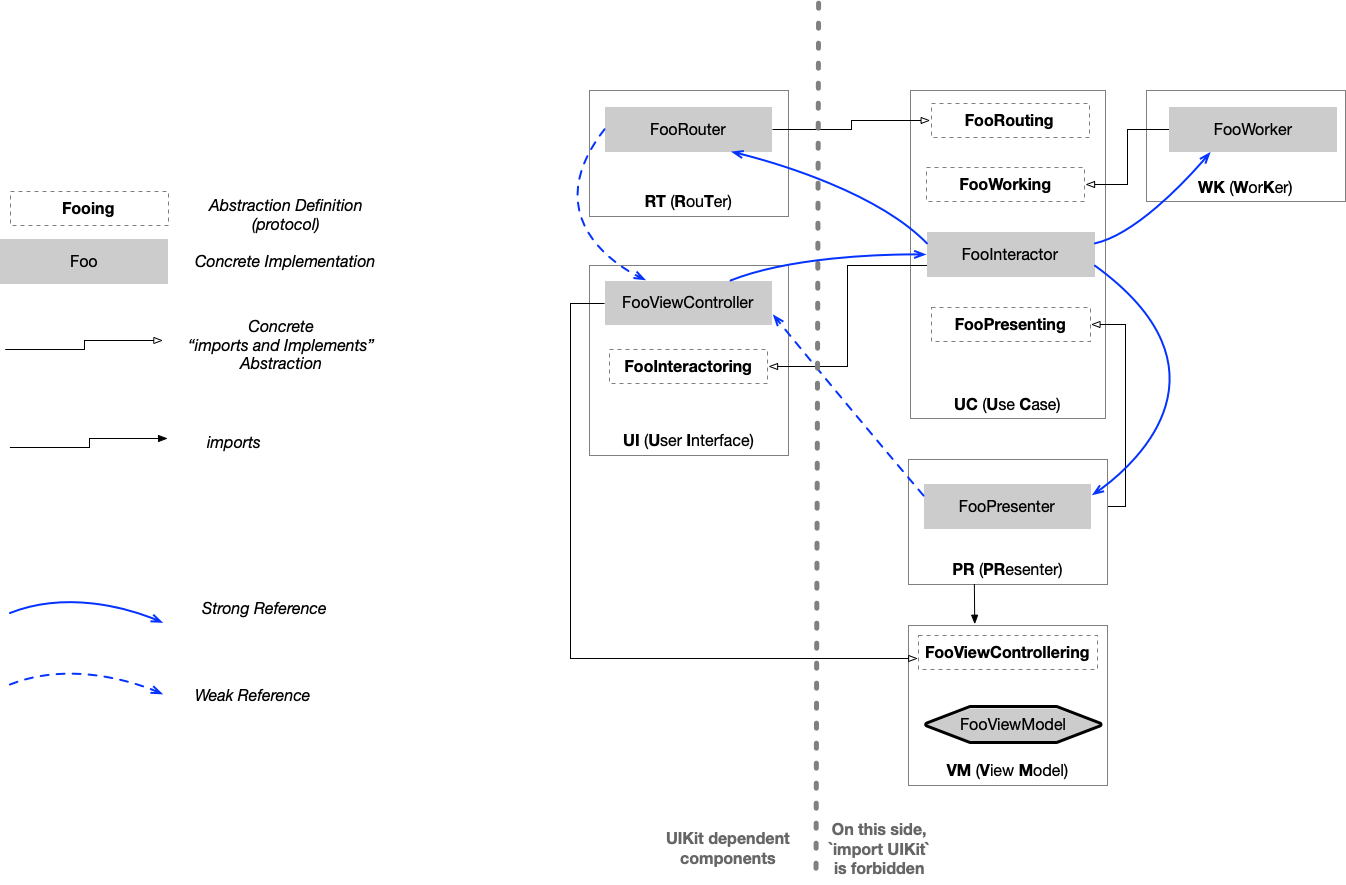 Fooing
Abstraction Definition
(protocol)
Foo
Concrete Implementation
Concrete
“imports and Implements”
Abstraction
imports
Strong Reference
Weak Reference
FooRouter
RT (RouTer)
FooViewController
FooInteractoring
UI (User Interface)
FooRouting
FooWorking
FooInteractor
FooPresenting
UC (Use Case)
FooWorker
WK (WorKer)
FooPresenter
PR (PResenter)
FooViewControllering
FooViewModel
VM (View Model)
UIKit dependent
components
On this side,
`import UIKit`
is forbidden